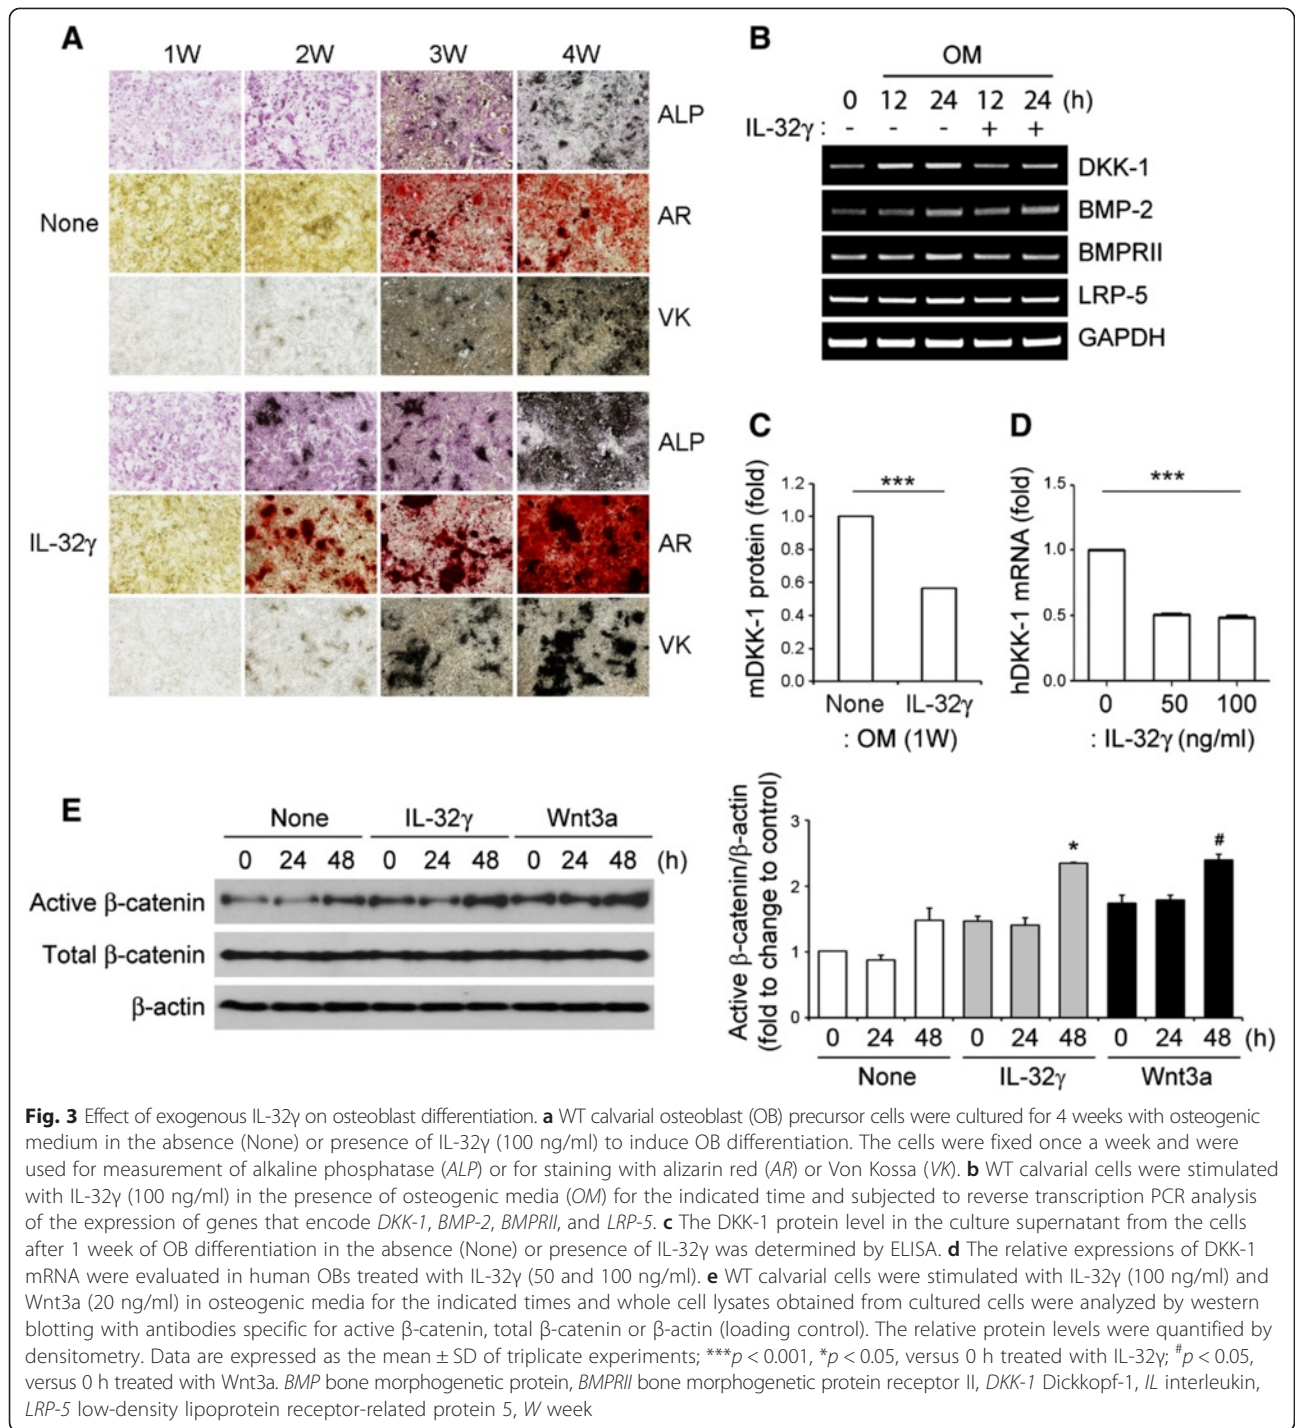 A
1W 2W 3W 4W
ALP
None AR
VK
ALP
IL-32γ AR
VK
B
OM
0 12 24 12 24 (h)
IL-32γ : - - - + +
DKK-1
BMP-2
BMPRII
LRP-5
GAPDH
C
mDKK-1 protein (fold)
1.2
1.0
0.8
0.6
0.4
0.2
0.0
***
None IL-32γ
: OM (1W)
D
hDKK-1 mRNA (fold)
1.5
1.0
0.5
0.0
***
0 50 100
: IL-32γ (ng/ml)
E
None IL-32γ Wnt3a
0 24 48 0 24 48 0 24 48 (h)
Active β-catenin
Total β-catenin
β-actin
Active β-catenin/β-actin
(fold to change to control)
3
2
1
0
* #
0 24 48 0 24 48 0 24 48 (h)
None IL-32γ Wnt3a
Fig. 3 Effect of exogenous IL-32γ on osteoblast differentiation. a WT calvarial osteoblast (OB) precursor cells were cultured for 4 weeks with osteogenic
medium in the absence (None) or presence of IL-32γ (100 ng/ml) to induce OB differentiation. The cells were fixed once a week and were
used for measurement of alkaline phosphatase (ALP) or for staining with alizarin red (AR) or Von Kossa (VK). b WT calvarial cells were stimulated
with IL-32γ (100 ng/ml) in the presence of osteogenic media (OM) for the indicated time and subjected to reverse transcription PCR analysis
of the expression of genes that encode DKK-1, BMP-2, BMPRII, and LRP-5. c The DKK-1 protein level in the culture supernatant from the cells
after 1 week of OB differentiation in the absence (None) or presence of IL-32γ was determined by ELISA. d The relative expressions of DKK-1
mRNA were evaluated in human OBs treated with IL-32γ (50 and 100 ng/ml). e WT calvarial cells were stimulated with IL-32γ (100 ng/ml) and
Wnt3a (20 ng/ml) in osteogenic media for the indicated times and whole cell lysates obtained from cultured cells were analyzed by western
blotting with antibodies specific for active β-catenin, total β-catenin or β-actin (loading control). The relative protein levels were quantified by
densitometry. Data are expressed as the mean ± SD of triplicate experiments; ***p < 0.001, *p < 0.05, versus 0 h treated with IL-32γ; #p < 0.05,
versus 0 h treated with Wnt3a. BMP bone morphogenetic protein, BMPRII bone morphogenetic protein receptor II, DKK-1 Dickkopf-1, IL interleukin,
LRP-5 low-density lipoprotein receptor-related protein 5, W week